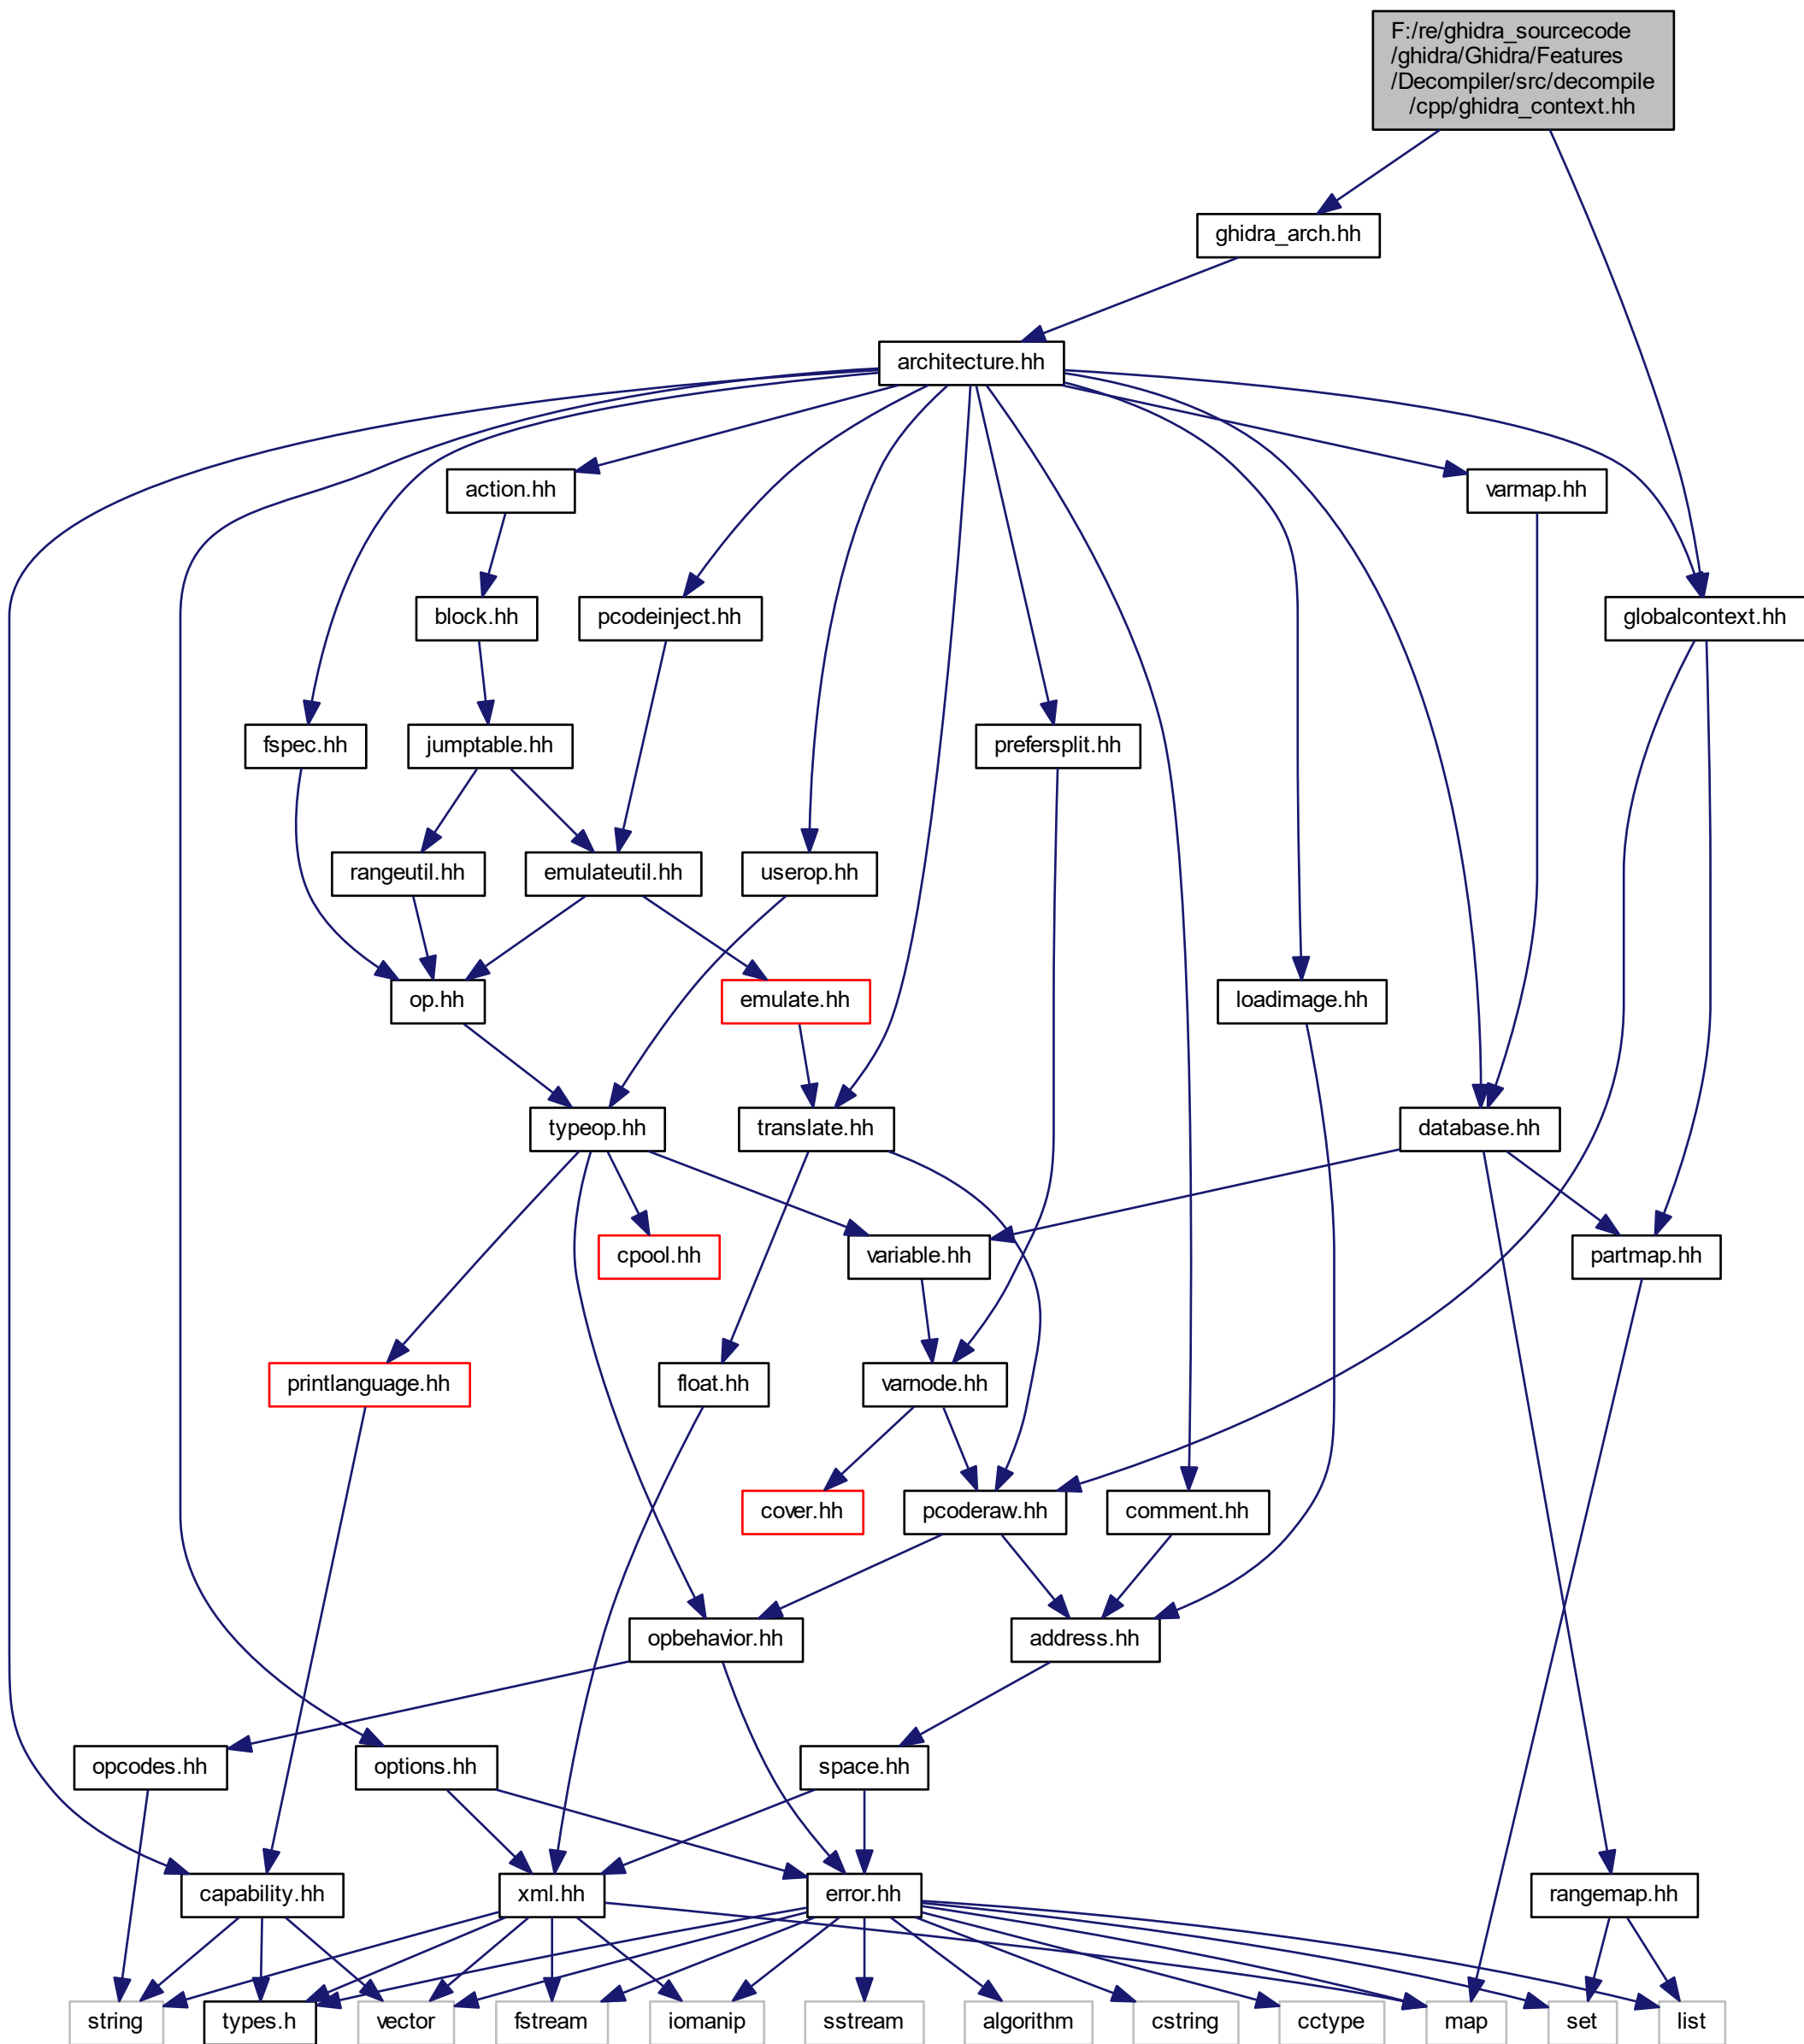 F:/re/ghidra_sourcecode
/ghidra/Ghidra/Features
/Decompiler/src/decompile
/cpp/ghidra_context.hh
ghidra_arch.hh
architecture.hh
action.hh
varmap.hh
block.hh
pcodeinject.hh
globalcontext.hh
fspec.hh
jumptable.hh
prefersplit.hh
rangeutil.hh
emulateutil.hh
userop.hh
op.hh
emulate.hh
loadimage.hh
typeop.hh
translate.hh
database.hh
cpool.hh
variable.hh
partmap.hh
printlanguage.hh
float.hh
varnode.hh
cover.hh
pcoderaw.hh
comment.hh
opbehavior.hh
address.hh
opcodes.hh
options.hh
space.hh
capability.hh
xml.hh
error.hh
rangemap.hh
string
types.h
vector
fstream
iomanip
sstream
algorithm
cstring
cctype
map
set
list